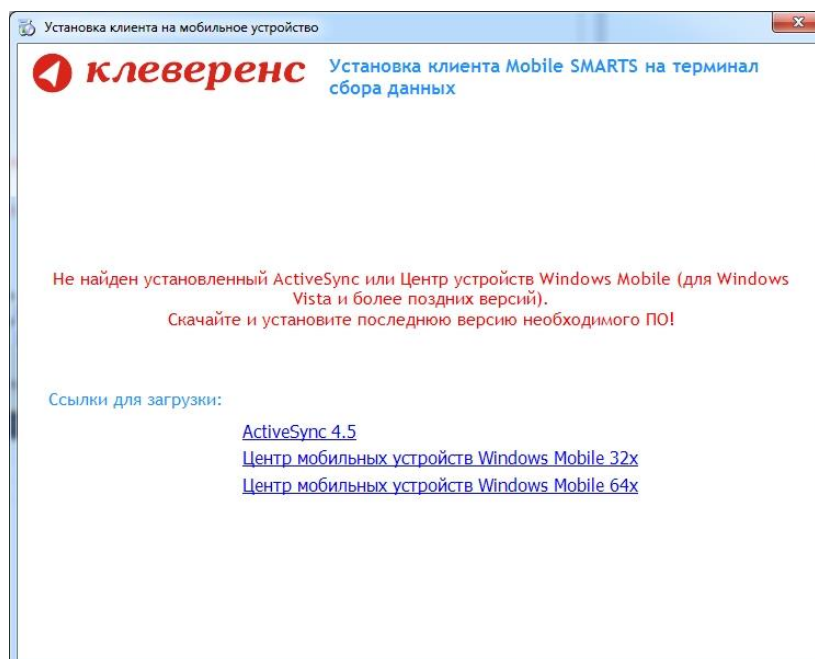 Установка клиента на мобильное устройство
клеверенс
Установка клиента Mobile SMARTS на терминал
сбора данных
Не найден установленный ActiveSync или Центр устройств Windows Mobile (для Windows
Vista и более поздних версий).
Скачайте и установите последнюю версию необходимого ПО!
Ссылки для загрузки:
ActiveSync 4.5
Центр мобильных устройств Windows Mobile 32x
Центр мобильных устройств Windows Mobile 64x